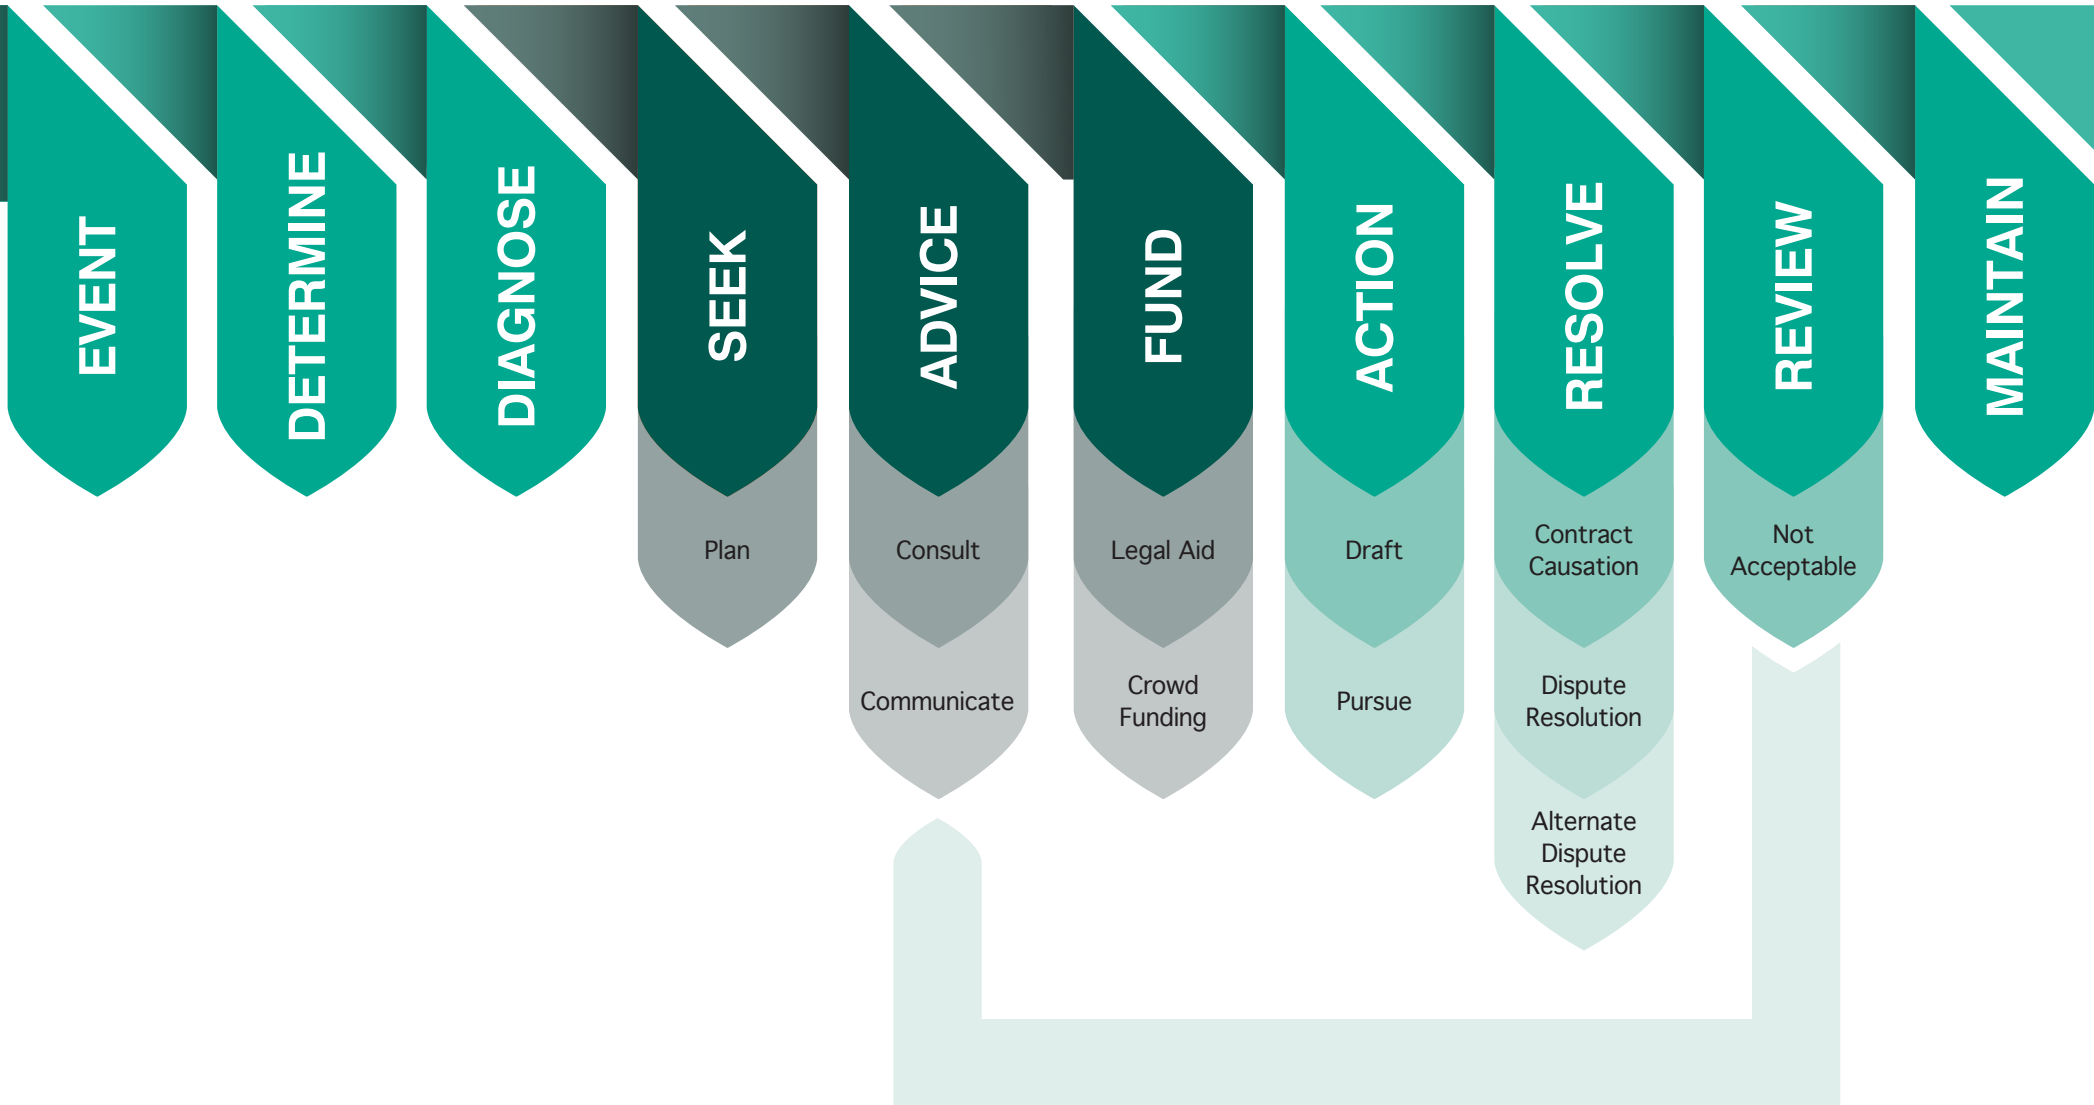 EVENT
DETERMINE
DIAGNOSE
SEEK
Plan
ADVICE
Consult
Communicate
FUND
Legal Aid
Crowd
Funding
ACTION
Draft
Pursue
RESOLVE
Contract
Causation
Dispute
Resolution
Alternate
Dispute
Resolution
REVIEW
Not
Acceptable
MAINTAIN